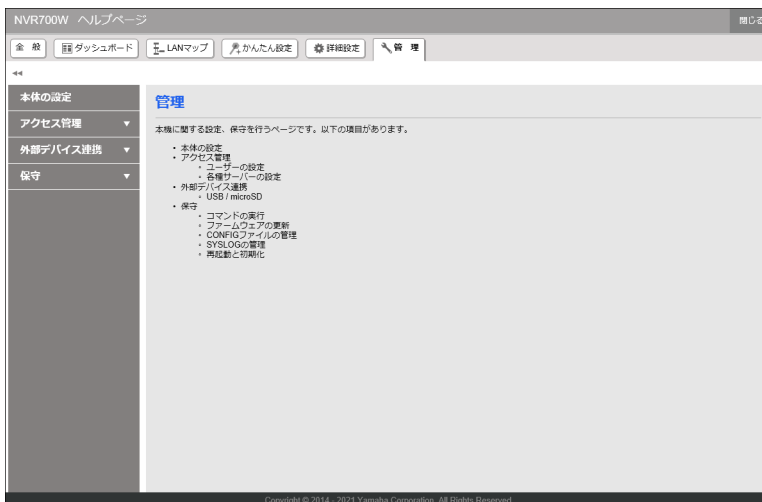 NVR700W ヘルプページ
閉じる
全 般
ダッシュボード
LANマップ
かんたん設定
詳細設定
管 理
本体の設定
アクセス管理
外部デバイス連携
保守
管理
本機に関する設定、保守を行うページです。以下の項目があります。
・ 本体の設定
・ アクセス管理
・ ユーザーの設定
・ 各種サーバーの設定
・ 外部デバイス連携
・ USB / microSD
・ 保守
・ コマンドの実行
・ ファームウェアの更新
・ CONFIGファイルの管理
・ SYSLOGの管理
・ 再起動と初期化
Copyright © 2014 - 2021 Yamaha Corporation. All Rights Reserved.